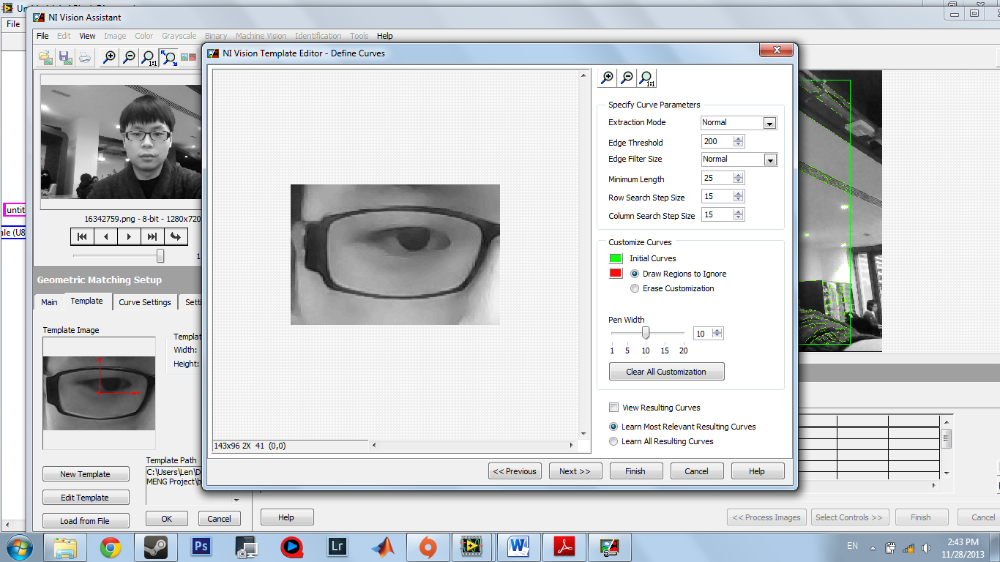 NI Vision Assistant
File
File Edit View Image Color Grayscale Binary Machine Vision Identification Tools Help
1:1
NI Vision Template Editor - Define Curves
1:1
Specify Curve Parameters
Extraction Mode Normal
Edge Threshold 200
Edge Filter Size Normal
Minimum Length 25
Row Search Step Size 15
Column Search Step Size 15
Customize Curves
Initial Curves
Draw Regions to Ignore
Erase Customization
Pen Width
10
1 5 10 15 20
Clear All Customization
View Resulting Curves
Learn Most Relevant Resulting Curves
Learn All Resulting Curves
143x96 2X 41 (0,0)
<< Previous Next >> Finish Cancel Help
untit
ale (U8
16342759.png - 8-bit - 1280x720
1
Geometric Matching Setup
Main Template Curve Settings Setti
Template Image
Templat
Width:
Height:
New Template
Edit Template
Load from File
Template Path
C:\Users\Len\D
MENG Project\b
OK Cancel
Help
<< Process Images Select Controls >> Finish Cancel
Ps
Lr
W
EN
2:43 PM
11/28/2013